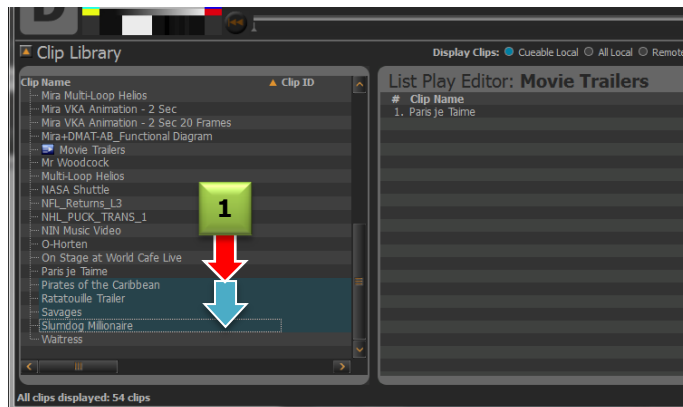 D
Clip Library
Display Clips: Cueable Local All Local Remote
Clip Name Clip ID
Mira Multi-Loop Helios
Mira VKA Animation - 2 Sec
Mira VKA Animation - 2 Sec 20 Frames
Mira+DMAT-AB_Functional Diagram
Movie Trailers
Mr Woodcock
Multi-Loop Helios
NASA Shuttle
NFL_Returns_L3
NHL_PUCK_TRANS_1
NIN Music Video
O-Horten
On Stage at World Cafe Live
Paris je Taime
Pirates of the Caribbean
Ratatouille Trailer
Savages
Slumdog Millionaire
Waitress
1
All clips displayed: 54 clips
List Play Editor: Movie Trailers
# Clip Name
1. Paris je Taime